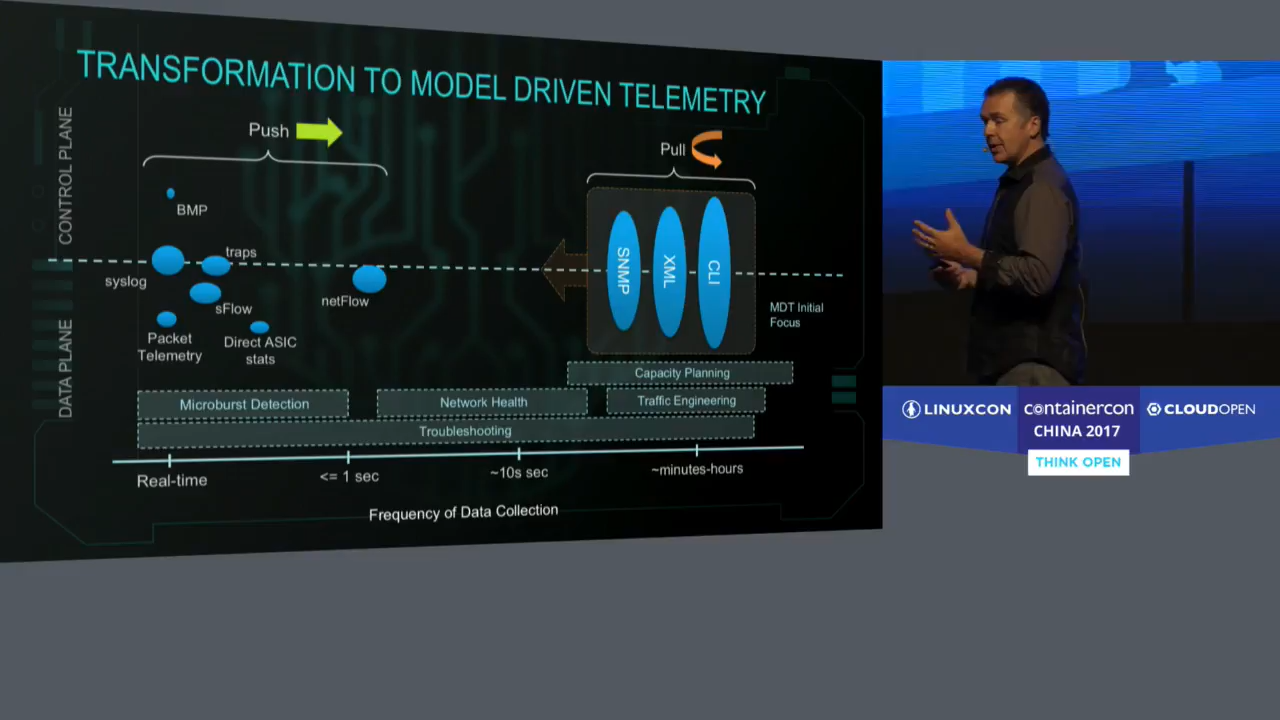 TRANSFORMATION TO MODEL DRIVEN TELEMETRY
CONTROL PLANE
DATA PLANE
Push
Pull
BMP
traps
syslog
sFlow
netFlow
Packet
Telemetry
Direct ASIC
stats
SNMP
XML
CLI
MDT Initial
Focus
Capacity Planning
Microburst Detection
Network Health
Traffic Engineering
Troubleshooting
Real-time
<= 1 sec
~10s sec
~minutes-hours
Frequency of Data Collection
LINUXCON
containercon
CLOUDOPEN
CHINA 2017
THINK OPEN